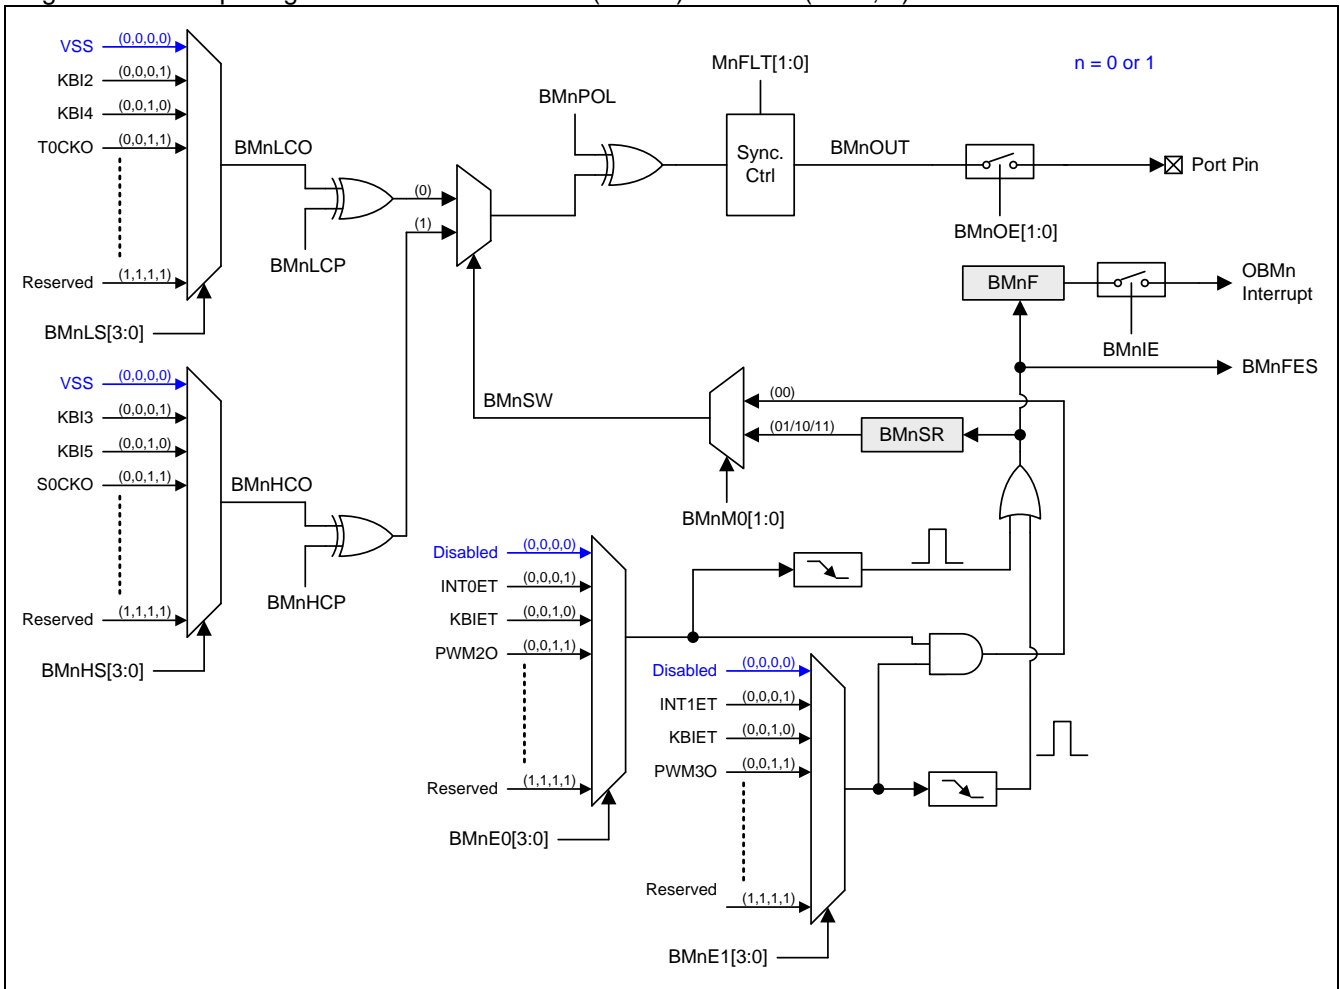 VSS (0,0,0,0)
KBI2 (0,0,0,1)
KBI4 (0,0,1,0)
T0CKO (0,0,1,1)
Reserved (1,1,1,1)
BMnLS[3:0]
BMnLCO
BMnLCP
VSS (0,0,0,0)
KBI3 (0,0,0,1)
KBI5 (0,0,1,0)
S0CKO (0,0,1,1)
Reserved (1,1,1,1)
BMnHS[3:0]
BMnHCO
BMnHCP
(0)
(1)
BMnPOL
MnFLT[1:0]
Sync.
Ctrl
BMnOUT
BMnOE[1:0]
Port Pin
n = 0 or 1
BMnF
BMnIE
OBMn
Interrupt
BMnFES
BMnSW
(00)
(01/10/11)
BMnSR
BMnM0[1:0]
Disabled (0,0,0,0)
INT0ET (0,0,0,1)
KBIET (0,0,1,0)
PWM2O (0,0,1,1)
Reserved (1,1,1,1)
BMnE0[3:0]
Disabled (0,0,0,0)
INT1ET (0,0,0,1)
KBIET (0,0,1,0)
PWM3O (0,0,1,1)
Reserved (1,1,1,1)
BMnE1[3:0]